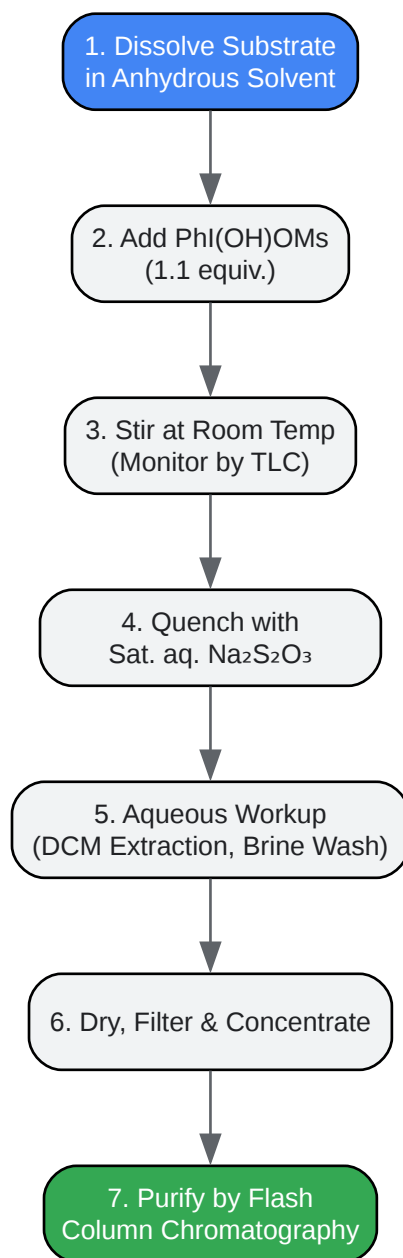 1. Dissolve Substrate
in Anhydrous Solvent
2. Add PhI(OH)OMs
(1.1 equiv.)
3. Stir at Room Temp
(Monitor by TLC)
4. Quench with
Sat. aq. Na₂S₂O₃
5. Aqueous Workup
(DCM Extraction, Brine Wash)
6. Dry, Filter & Concentrate
7. Purify by Flash
Column Chromatography